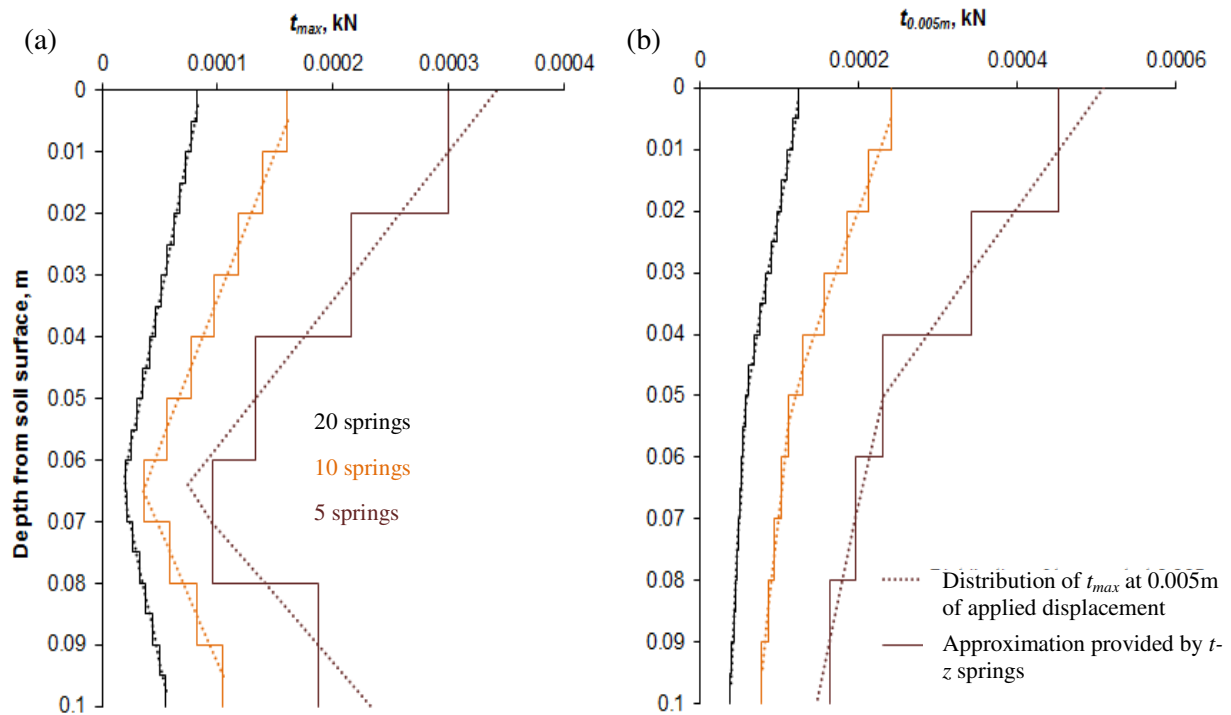 (a)
t_max, kN
0 0.0001 0.0002 0.0003 0.0004
0
0.01
0.02
0.03
0.04
0.05
0.06
0.07
0.08
0.09
0.1
Depth from soil surface, m
20 springs
10 springs
5 springs
(b)
t_0.005m, kN
0 0.0002 0.0004 0.0006
0
0.01
0.02
0.03
0.04
0.05
0.06
0.07
0.08
0.09
0.1
Distribution of t_max at 0.005m
of applied displacement
Approximation provided by t-
z springs